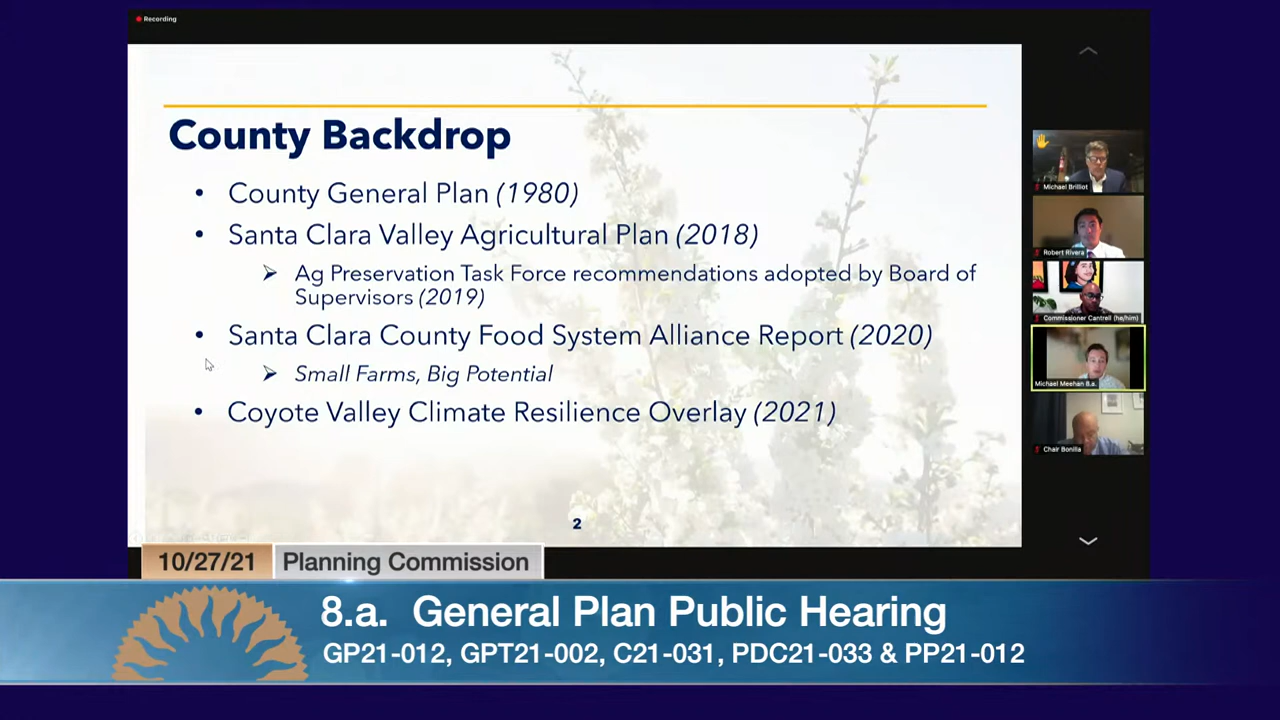 Recording
County Backdrop
• County General Plan (1980)
• Santa Clara Valley Agricultural Plan (2018)
➢ Ag Preservation Task Force recommendations adopted by Board of
Supervisors (2019)
• Santa Clara County Food System Alliance Report (2020)
➢ Small Farms, Big Potential
• Coyote Valley Climate Resilience Overlay (2021)
2
Michael Brilliot
Robert Rivera
Commissioner Cantrell (he/him)
Michael Meehan 8.a.
Chair Bonilla
10/27/21 Planning Commission
8.a. General Plan Public Hearing
GP21-012, GPT21-002, C21-031, PDC21-033 & PP21-012